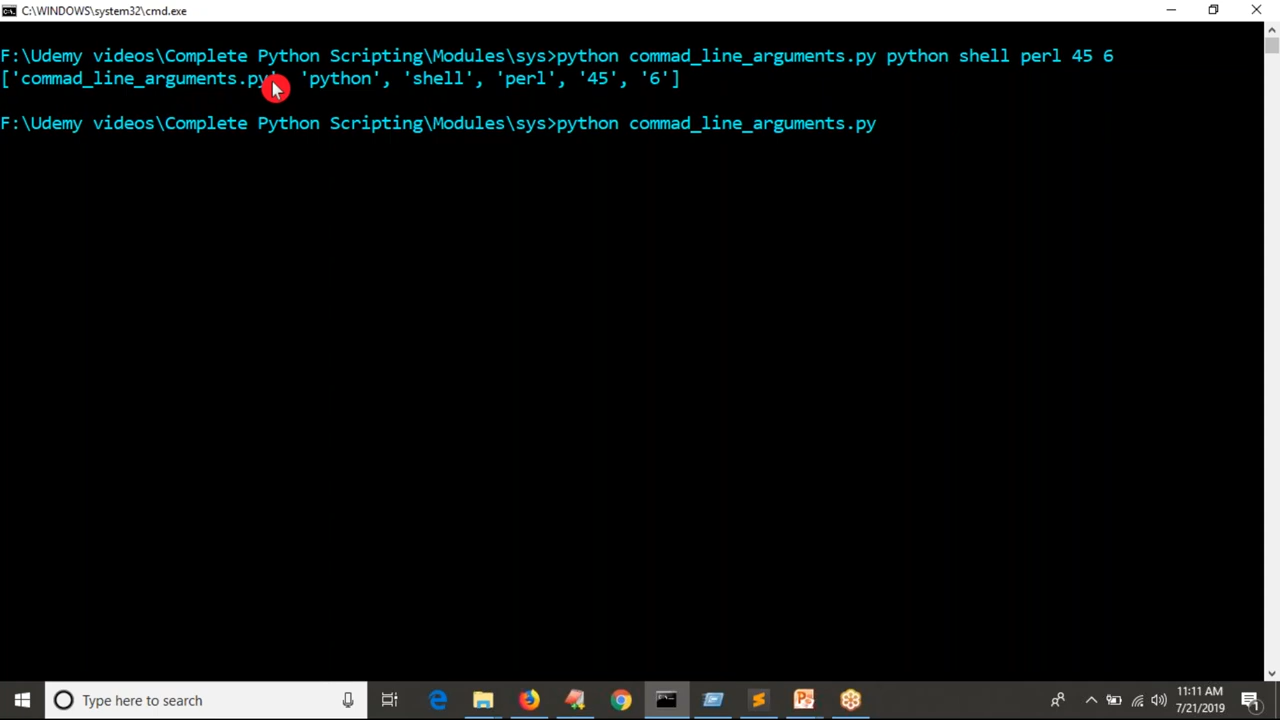 C:\WINDOWS\system32\cmd.exe
F:\Udemy videos\Complete Python Scripting\Modules\sys>python commad_line_arguments.py python shell perl 45 6
['commad_line_arguments.py', 'python', 'shell', 'perl', '45', '6']
F:\Udemy videos\Complete Python Scripting\Modules\sys>python commad_line_arguments.py
Type here to search
11:11 AM
7/21/2019
1